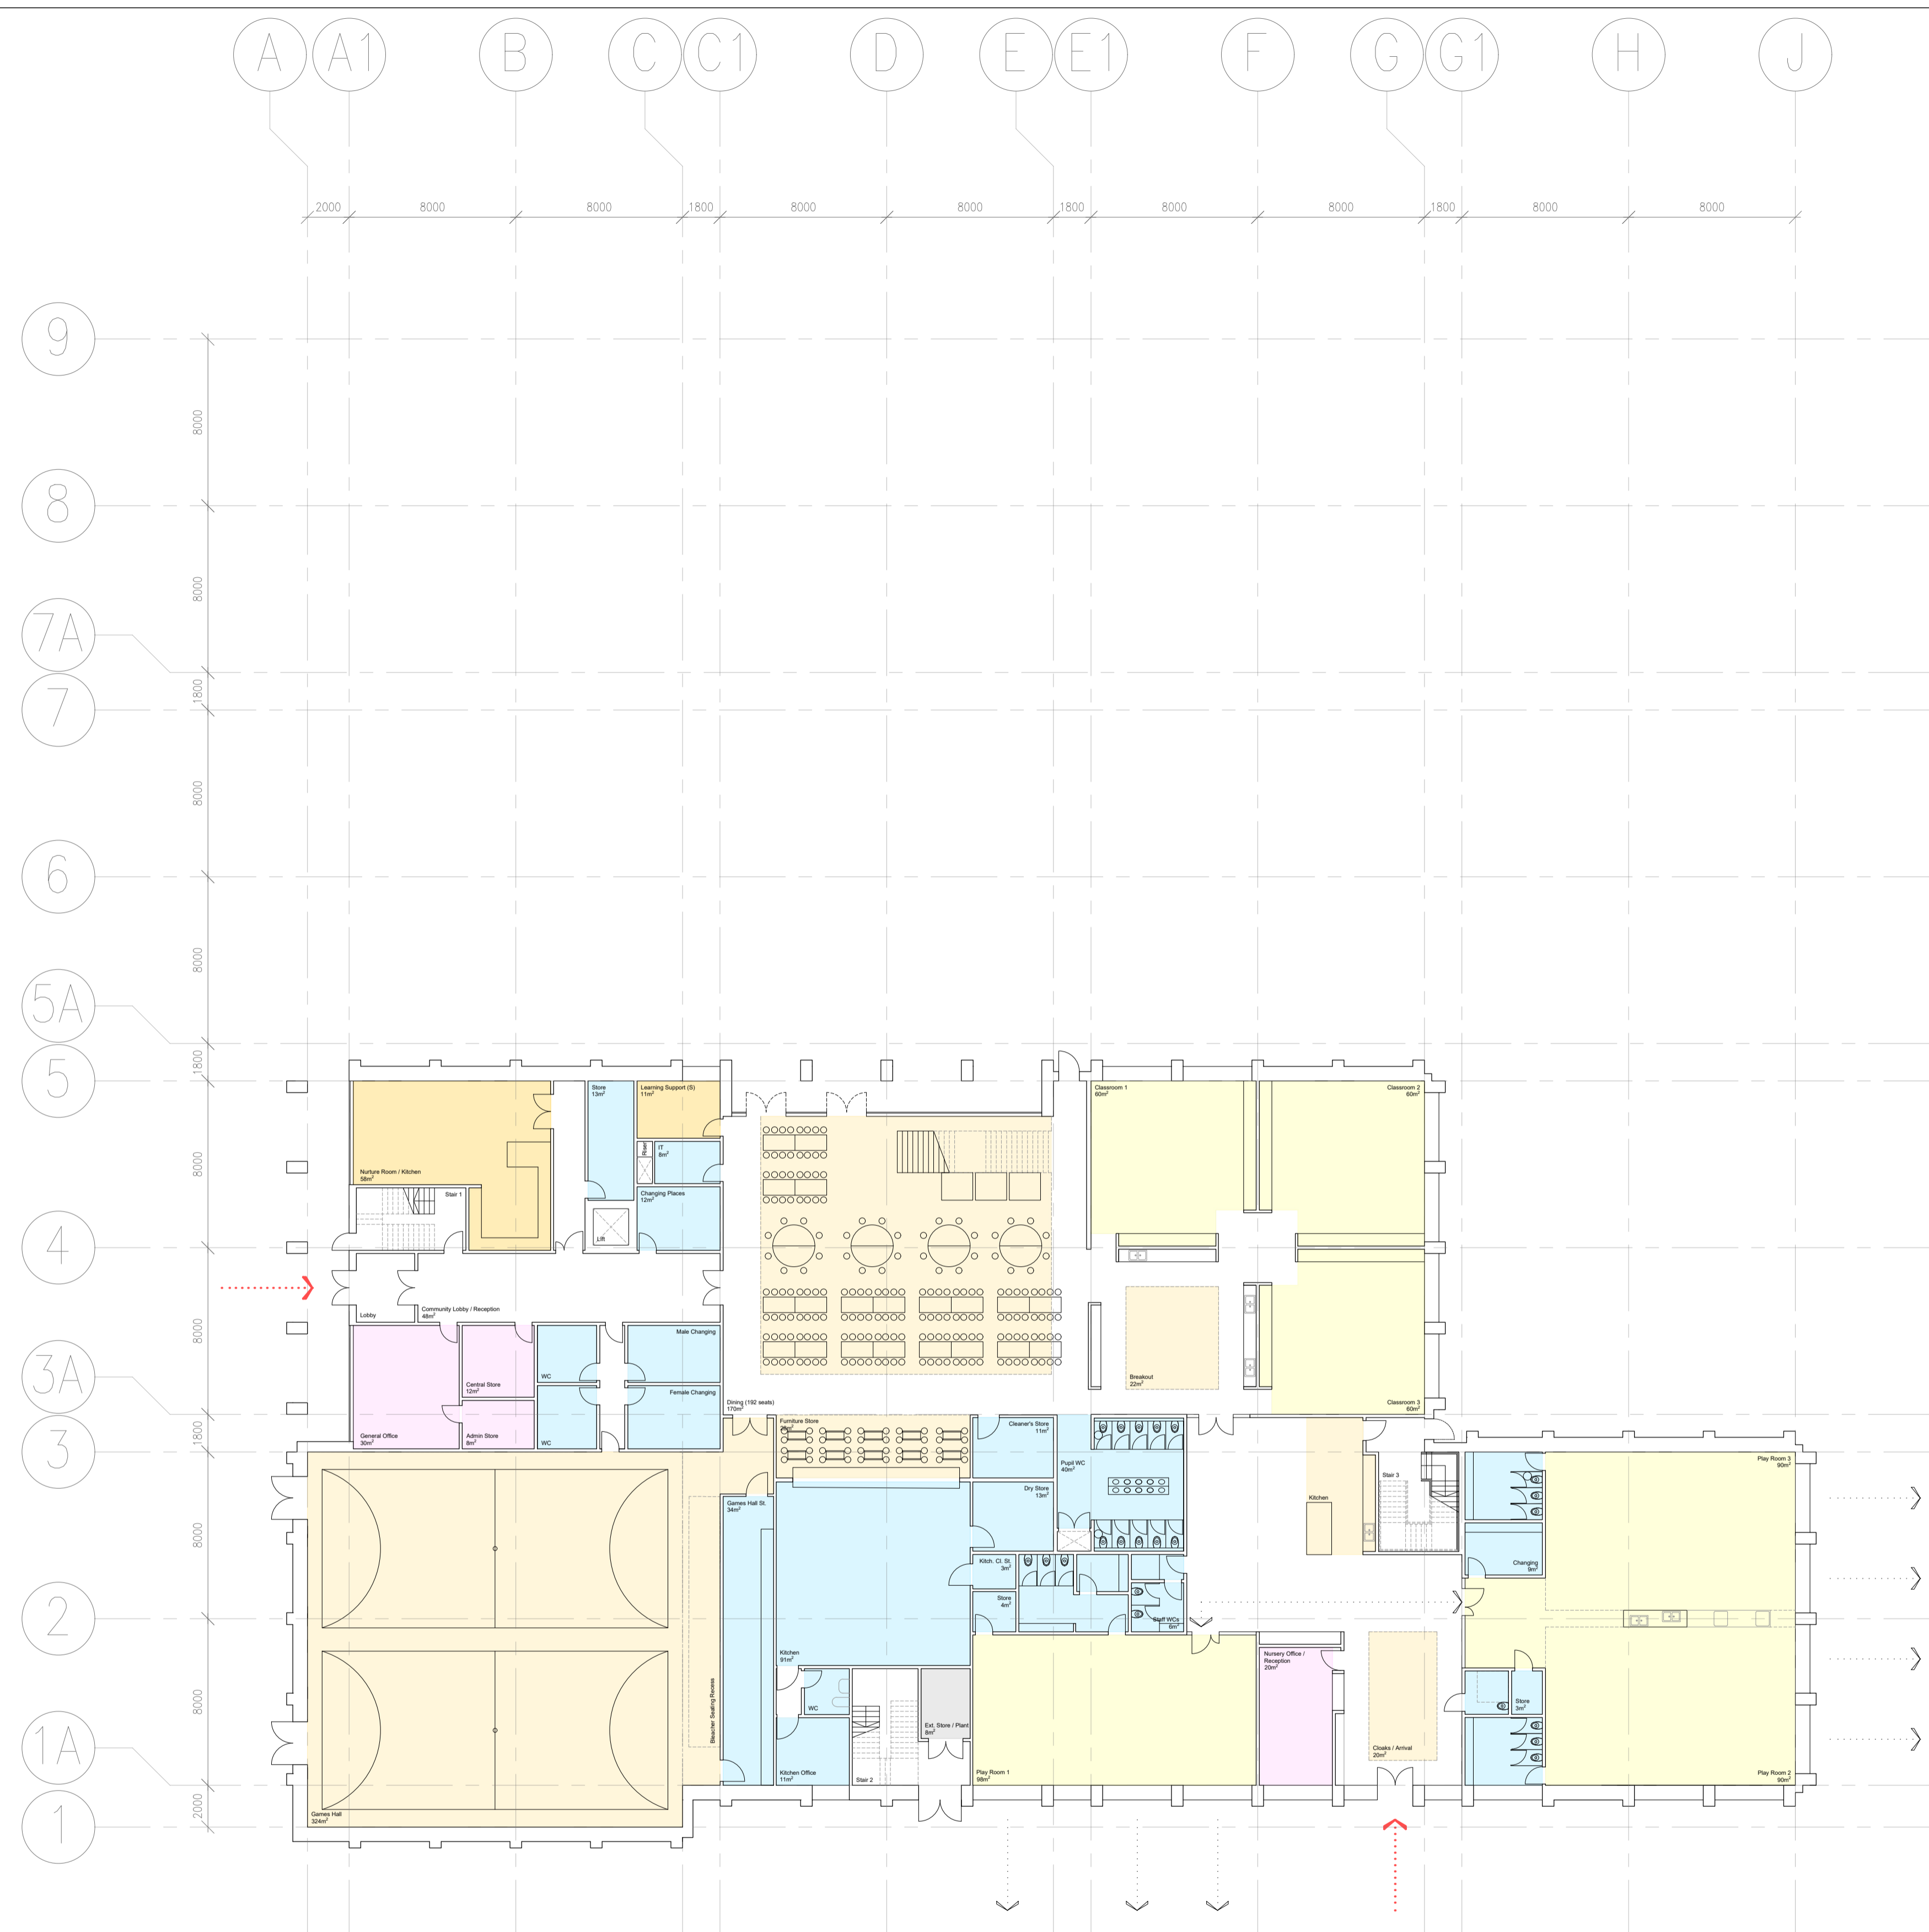 A A1 B C C1 D E E1 F G G1 H J
2000 8000 8000 1800 8000 8000 1800 8000 8000 1800 8000 8000
9
8000
8
8000
7A
1800
7
8000
6
8000
5A
1800
5
8000
4
8000
3A
1800
3
8000
2
8000
1A
2000
1
Nurture Room / Kitchen
58m²
Stair 1
Store
13m²
Learning Support (S)
11m²
Riser
IT
8m²
Changing Places
12m²
Lift
Lobby
Community Lobby / Reception
48m²
General Office
30m²
Central Store
12m²
Admin Store
8m²
WC
WC
Male Changing
Female Changing
Dining (192 seats)
170m²
Classroom 1
60m²
Classroom 2
60m²
Breakout
22m²
Classroom 3
60m²
Furniture Store
Cleaner's Store
11m²
Pupil WC
40m²
Dry Store
13m²
Games Hall St.
34m²
Kitchen
Stair 3
Play Room 3
90m²
Changing
9m²
Kitch. Cl. St.
3m²
Store
4m²
Staff WCs
6m²
Kitchen
91m²
Bleacher Seating Recess
WC
Ext. Store / Plant
8m²
Kitchen Office
11m²
Stair 2
Play Room 1
98m²
Nursery Office /
Reception
20m²
Cloaks / Arrival
20m²
Store
3m²
Play Room 2
90m²
Games Hall
324m²